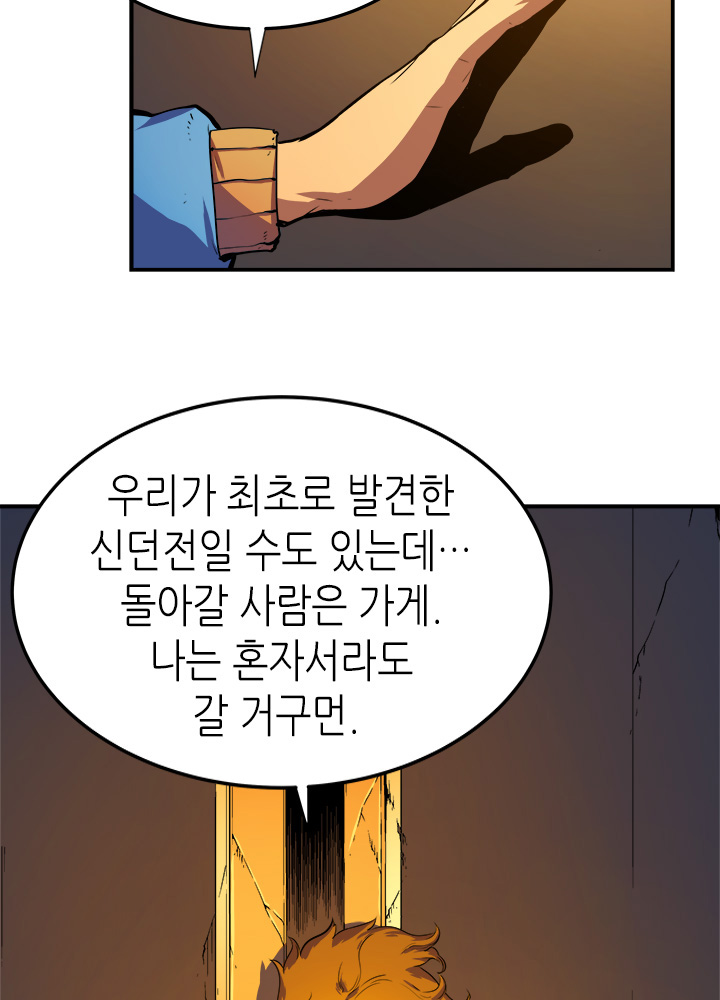 우리가 최초로 발견한
신던전일 수도 있는데…
돌아갈 사람은 가게.
나는 혼자서라도
갈 거구먼.